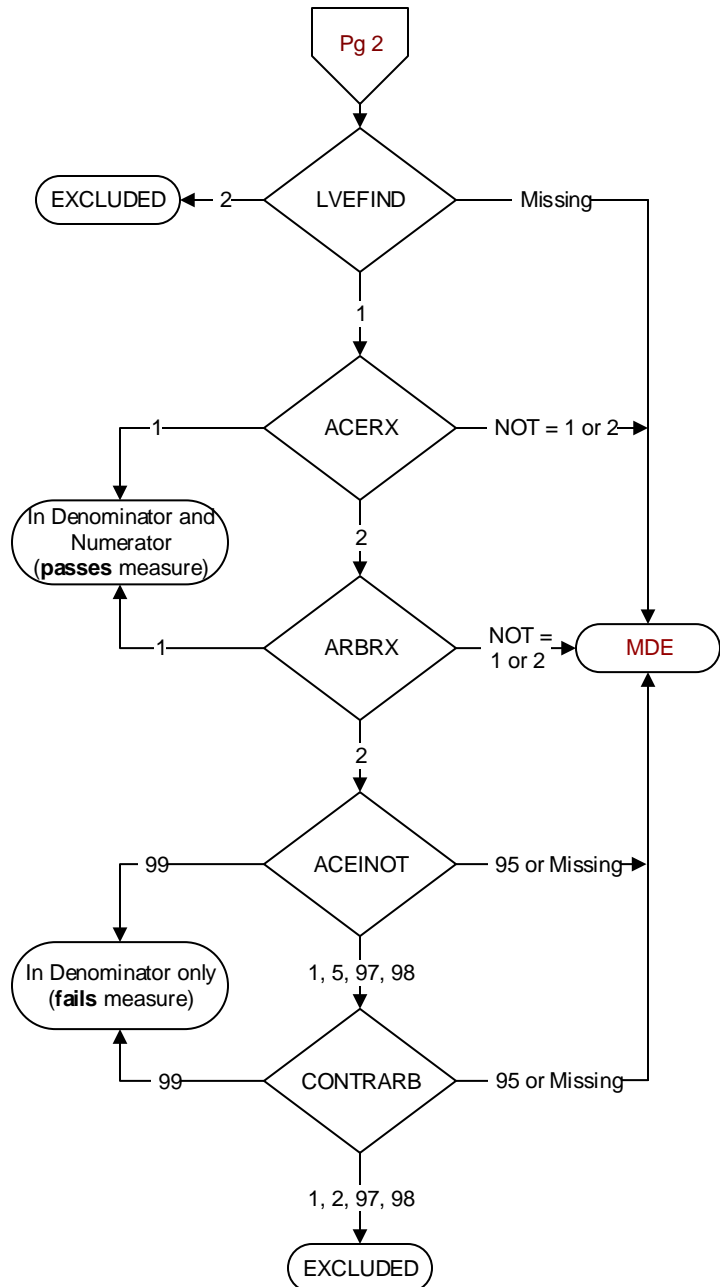 Pg 2
EXCLUDED
2
LVEFIND
Missing
1
1
ACERX
NOT = 1 or 2
In Denominator and
Numerator
(passes measure)
2
1
ARBRX
NOT =
1 or 2
MDE
2
99
ACEINOT
95 or Missing
In Denominator only
(fails measure)
1, 5, 97, 98
99
CONTRARB
95 or Missing
1, 2, 97, 98
EXCLUDED